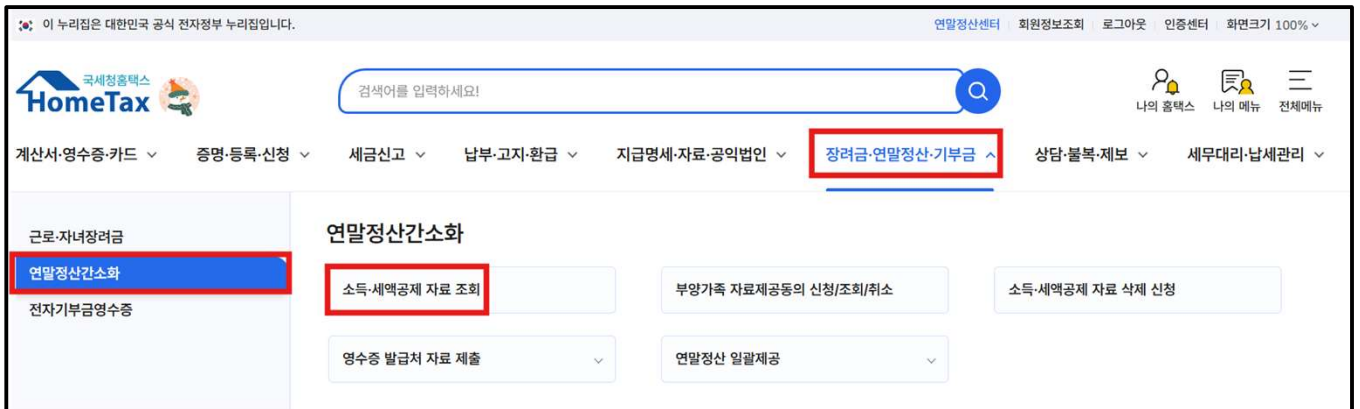 이 누리집은 대한민국 공식 전자정부 누리집입니다.
연말정산센터 회원정보조회 로그아웃 인증센터 화면크기 100%
국세청홈택스
HomeTax
검색어를 입력하세요!
나의 홈택스 나의 메뉴 전체메뉴
계산서·영수증·카드 증명·등록·신청 세금신고 납부·고지·환급 지급명세·자료·공익법인 장려금·연말정산·기부금 상담·불복·제보 세무대리·납세관리
근로·자녀장려금
연말정산간소화
전자기부금영수증
연말정산간소화
소득·세액공제 자료 조회 부양가족 자료제공동의 신청/조회/취소 소득·세액공제 자료 삭제 신청
영수증 발급처 자료 제출 연말정산 일괄제공